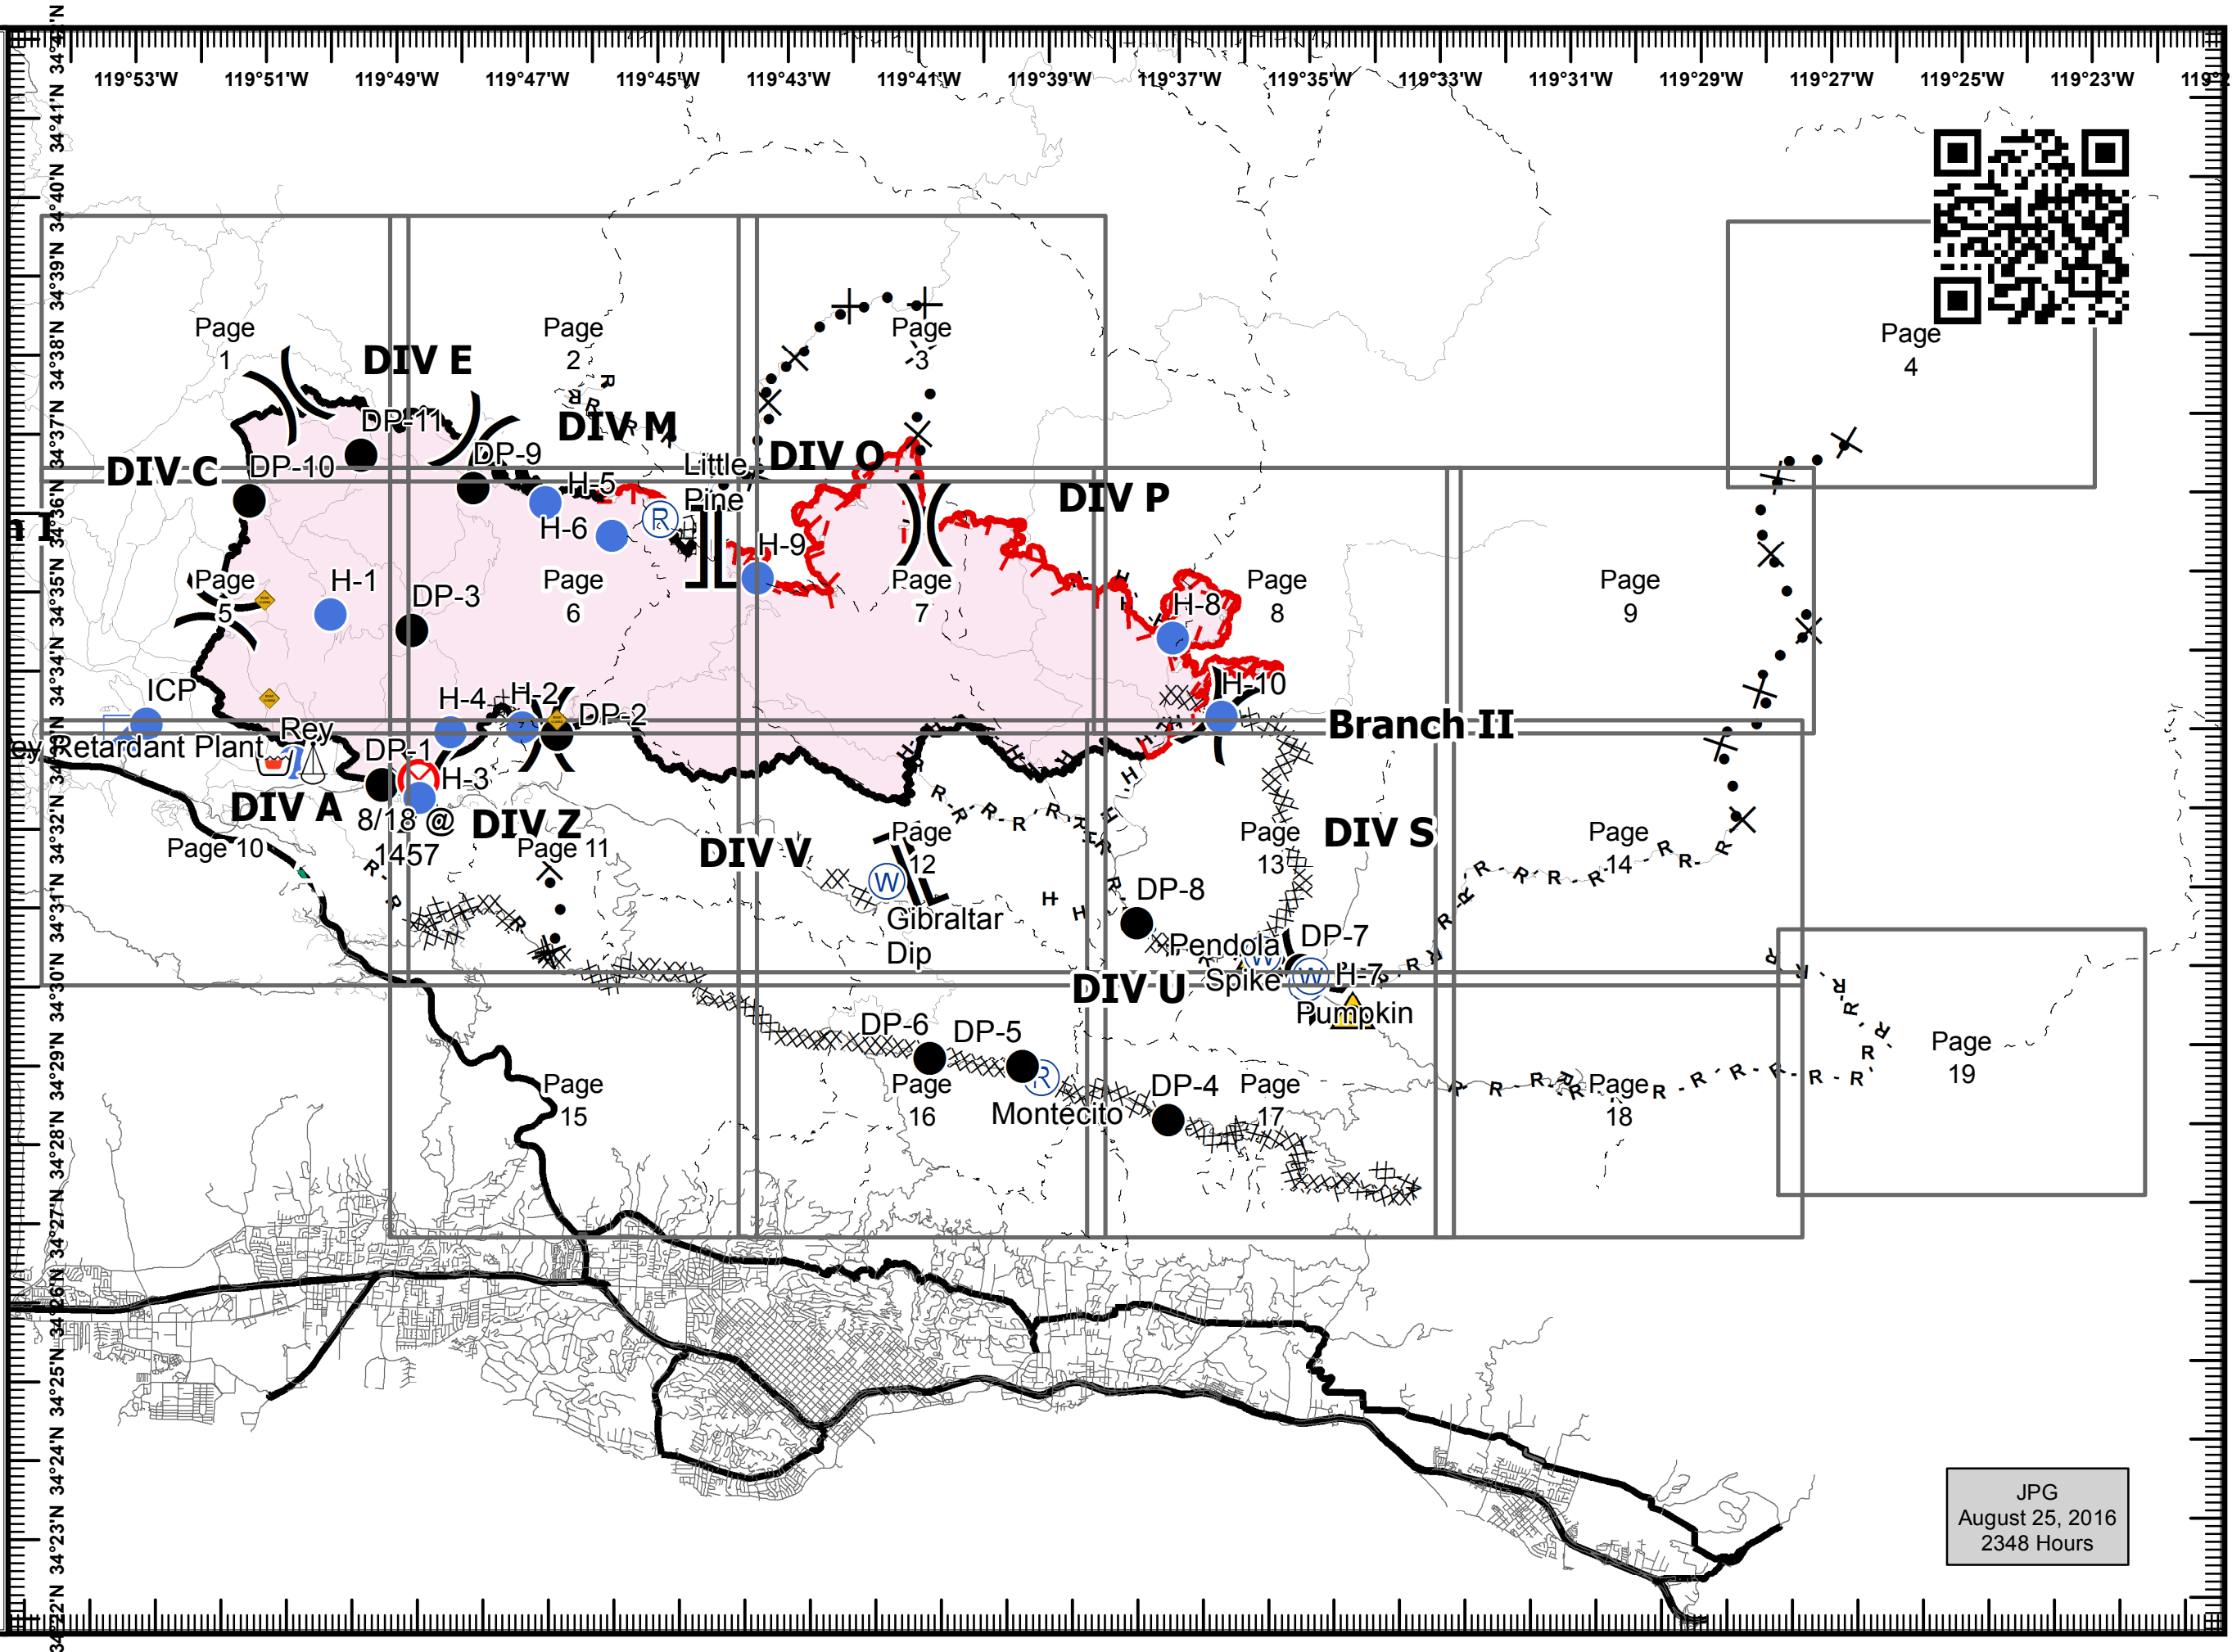 119°53'W 119°51'W 119°49'W 119°47'W 119°45'W 119°43'W 119°41'W 119°39'W 119°37'W 119°35'W 119°33'W 119°31'W 119°29'W 119°27'W 119°25'W 119°23'W 119°2
34°42'N
34°41'N
34°40'N
34°39'N
34°38'N
34°37'N
34°36'N
34°35'N
34°34'N
34°33'N
34°32'N
34°31'N
34°30'N
34°29'N
34°28'N
34°27'N
34°26'N
34°25'N
34°24'N
34°23'N
34°22'N
Page
1
Page
2
Page
3
Page
4
DIV E
DIV M
DIV O
DIV C
DIV P
DP-11
DP-10
DP-9
H-5
H-6
Little
Pine
R
H-9
Page
5
H-1
DP-3
Page
6
Page
7
H-8
Page
8
Page
9
ICP
H-4
H-2
DP-2
H-10
Branch II
Rey
ey Retardant Plant
DP-1
H-3
DIV A
8/18 @
1457
DIV Z
DIV V
DIV S
Page 10
Page 11
Page
12
Page
13
Page
14
W
Gibraltar
Dip
DP-8
DP-7
Pendola
Spike
W
W
H-7
Pumpkin
DIV U
DP-6
DP-5
R
Montecito
DP-4
Page
15
Page
16
Page
17
Page
18
Page
19
JPG
August 25, 2016
2348 Hours